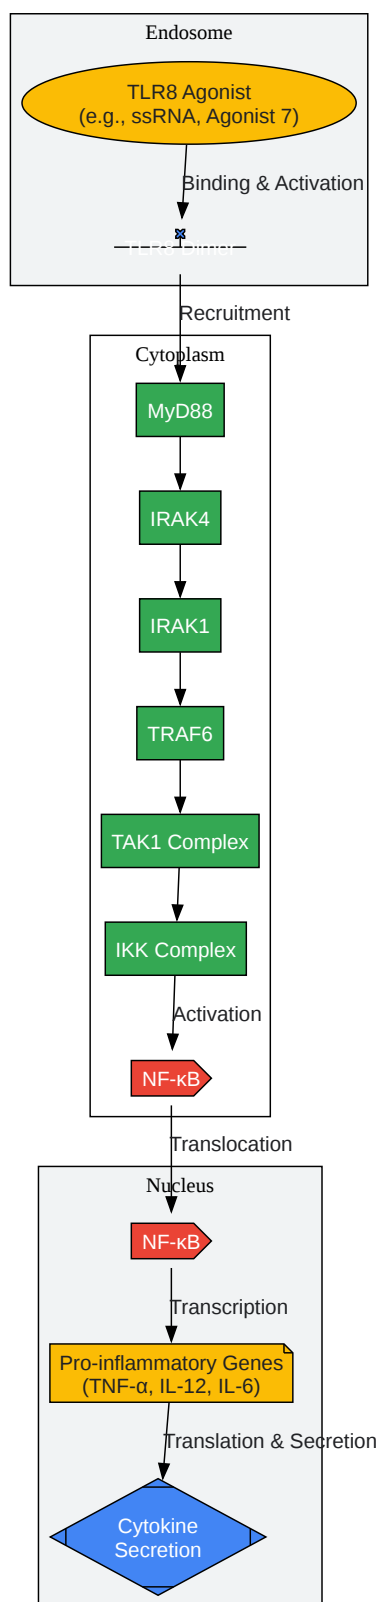 Endosome
TLR8 Agonist
(e.g., ssRNA, Agonist 7)
Binding & Activation
TLR8 Dimer
Recruitment
Cytoplasm
MyD88
IRAK4
IRAK1
TRAF6
TAK1 Complex
IKK Complex
Activation
NF-κB
Translocation
Nucleus
NF-κB
Transcription
Pro-inflammatory Genes
(TNF-α, IL-12, IL-6)
Translation & Secretion
Cytokine
Secretion